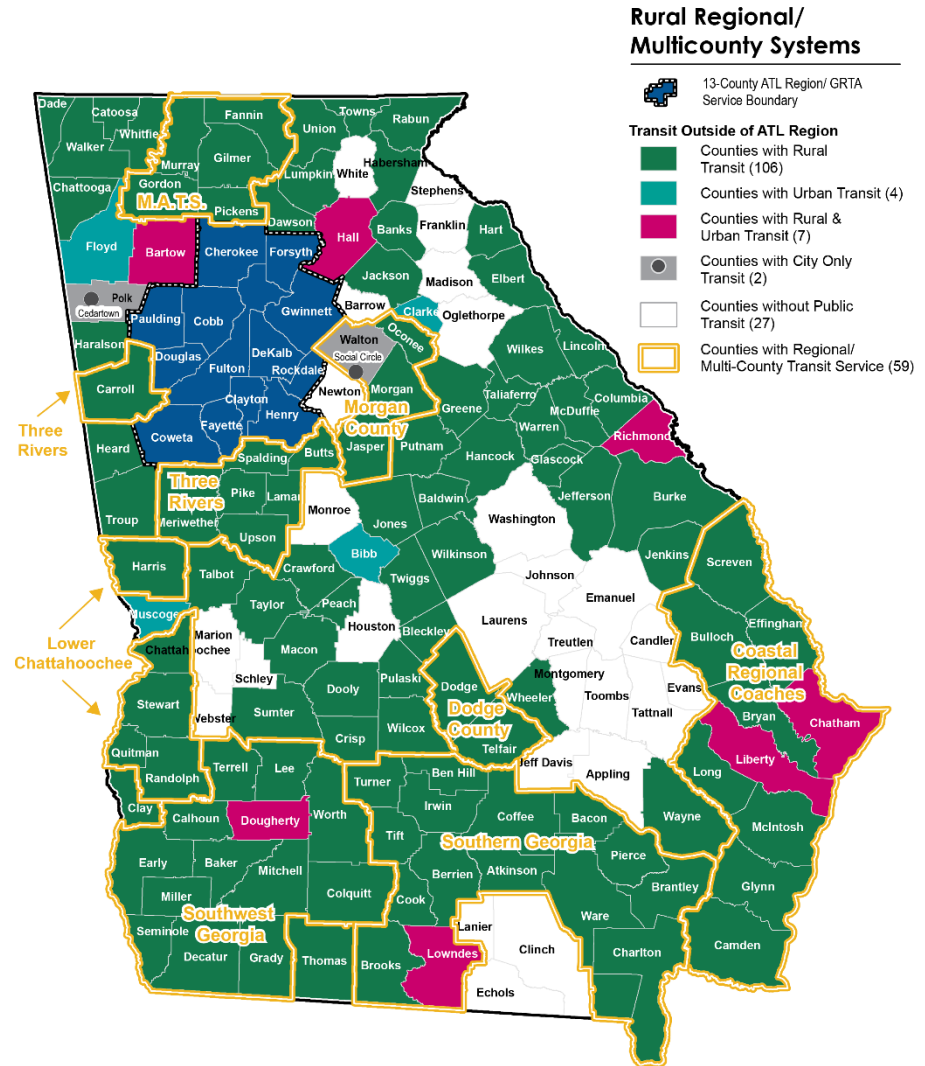 Rural Regional/
Multicounty Systems
13-County ATL Region/ GRTA
Service Boundary
Transit Outside of ATL Region
Counties with Rural
Transit (106)
Counties with Urban Transit (4)
Counties with Rural &
Urban Transit (7)
Counties with City Only
Transit (2)
Counties without Public
Transit (27)
Counties with Regional/
Multi-County Transit Service (59)
Dade
Catoosa
Whitfie
Walker
Fannin
Union
Towns
Rabun
Murray
Gilmer
Lumpkin
White
Habersham
Stephens
Chattooga
Gordon
M.A.T.S.
Pickens
Dawson
Hall
Banks
Franklin
Hart
Floyd
Bartow
Cherokee
Forsyth
Jackson
Madison
Elbert
Polk
Cedartown
Paulding
Cobb
Gwinnett
Barrow
Clarke
Oglethorpe
Haralson
Douglas
DeKalb
Fulton
Rockdale
Walton
Social Circle
Oconee
Wilkes
Lincoln
Carroll
Clayton
Henry
Fayette
Coweta
Newton
Morgan
Morgan
County
Greene
Taliaferro
McDuffie
Columbia
Warren
Richmond
Three
Rivers
Heard
Spalding
Butts
Jasper
Putnam
Hancock
Glascock
Three
Rivers
Pike
Lamar
Meriwether
Upson
Troup
Monroe
Jones
Baldwin
Washington
Jefferson
Burke
Harris
Talbot
Crawford
Bibb
Twiggs
Wilkinson
Jenkins
Screven
Johnson
Emanuel
Muscogee
Taylor
Peach
Houston
Bleckley
Laurens
Treutlen
Candler
Bulloch
Effingham
Coastal
Regional
Coaches
Lower
Chattahoochee
Chattahoochee
Marion
Macon
Schley
Stewart
Webster
Sumter
Dooly
Pulaski
Dodge
Dodge
County
Wheeler
Montgomery
Toombs
Evans
Tattnall
Bryan
Chatham
Liberty
Quitman
Randolph
Crisp
Wilcox
Telfair
Jeff Davis
Appling
Long
Wayne
McIntosh
Terrell
Lee
Clay
Calhoun
Dougherty
Worth
Turner
Ben Hill
Irwin
Coffee
Bacon
Tift
Southern Georgia
Pierce
Early
Baker
Mitchell
Miller
Colquitt
Berrien
Atkinson
Cook
Brantley
Glynn
Southwest
Georgia
Seminole
Decatur
Grady
Thomas
Brooks
Lowndes
Lanier
Clinch
Echols
Ware
Charlton
Camden